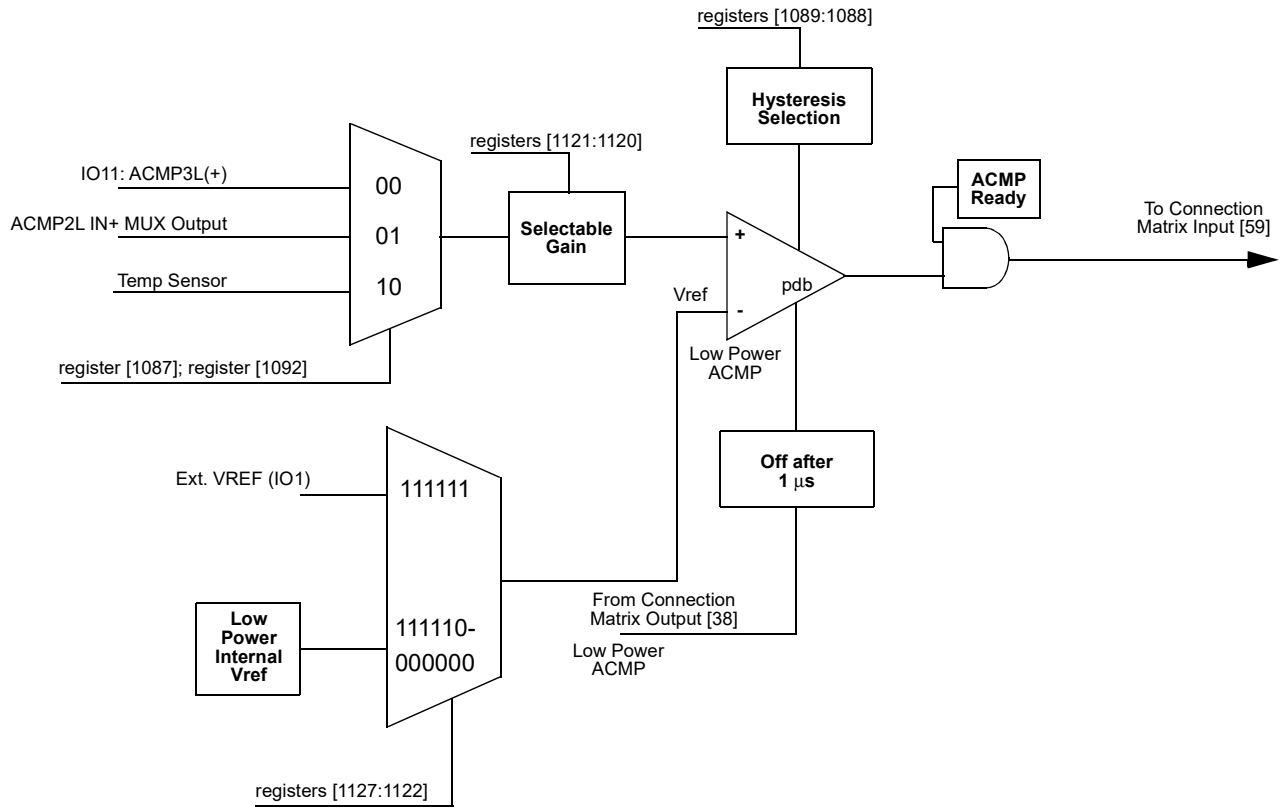 registers [1089:1088]
Hysteresis
Selection
registers [1121:1120]
IO11: ACMP3L(+)
00
ACMP2L IN+ MUX Output
01
Temp Sensor
10
Selectable
Gain
register [1087]; register [1092]
ACMP
Ready
To Connection
Matrix Input [59]
+
pdb
Vref
-
Low Power
ACMP
Off after
1 μs
Ext. VREF (IO1)
111111
Low
Power
Internal
Vref
111110-
000000
From Connection
Matrix Output [38]
Low Power
ACMP
registers [1127:1122]